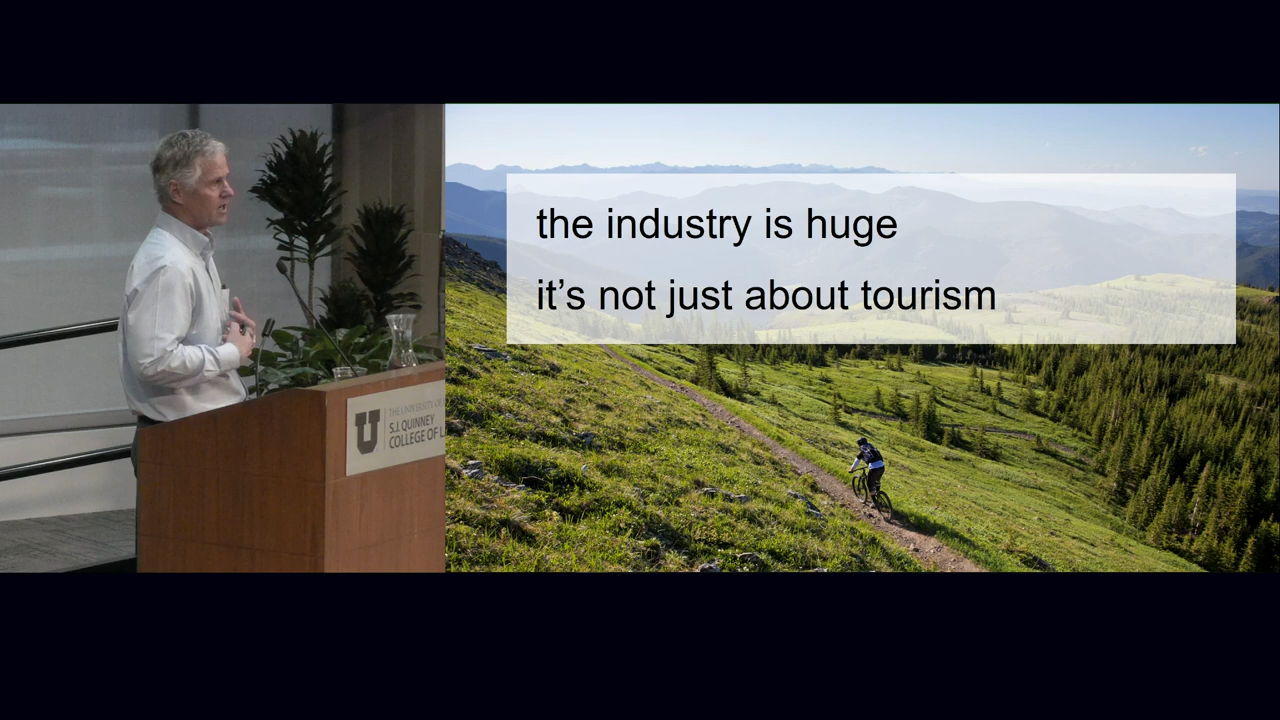 the industry is huge
it's not just about tourism
U
THE UNIVERSITY OF
S.J. QUINNEY
COLLEGE OF